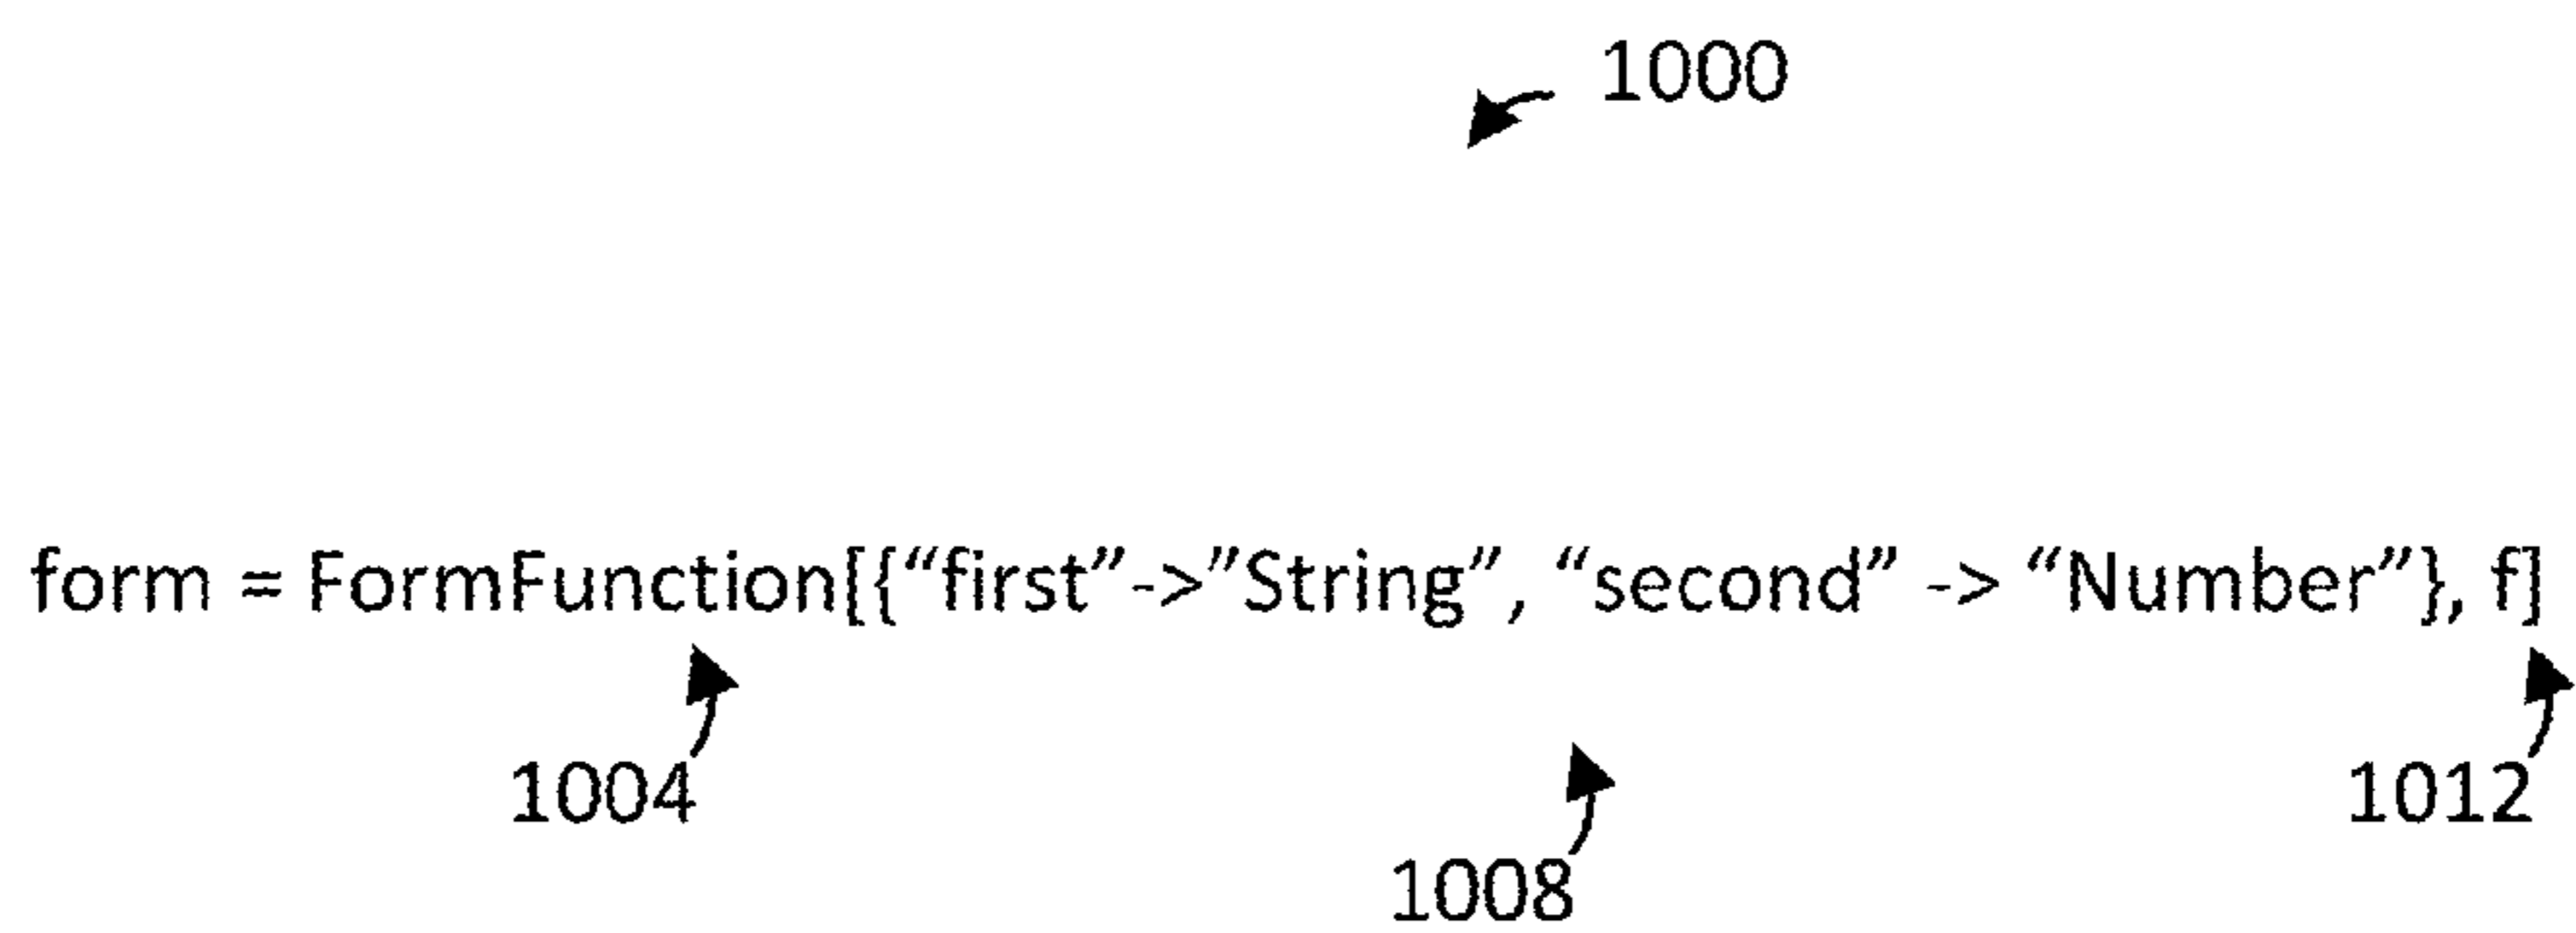 1000
form = FormFunction[{“first”->”String”, “second” -> “Number”}, f]
1004
1012
1008